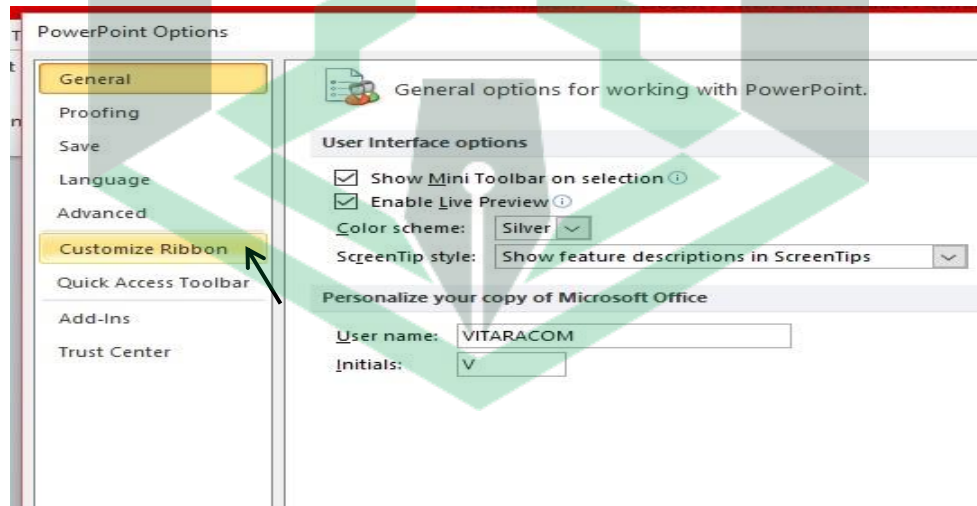 PowerPoint Options
General
Proofing
Save
Language
Advanced
Customize Ribbon
Quick Access Toolbar
Add-Ins
Trust Center
General options for working with PowerPoint.
User Interface options
Show Mini Toolbar on selection
Enable Live Preview
Color scheme: Silver
ScreenTip style: Show feature descriptions in ScreenTips
Personalize your copy of Microsoft Office
User name: VITARACOM
Initials: V